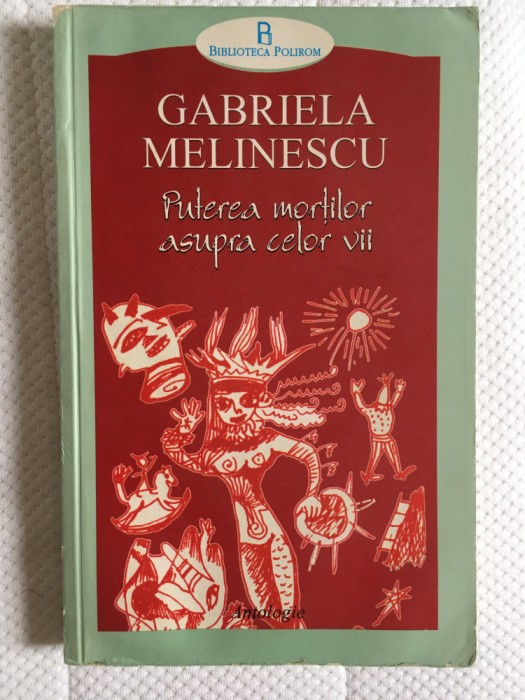 B
BIBLIOTECA POLIROM
GABRIELA
MELINESCU
Puterea morților
asupra celor vii
Antologie